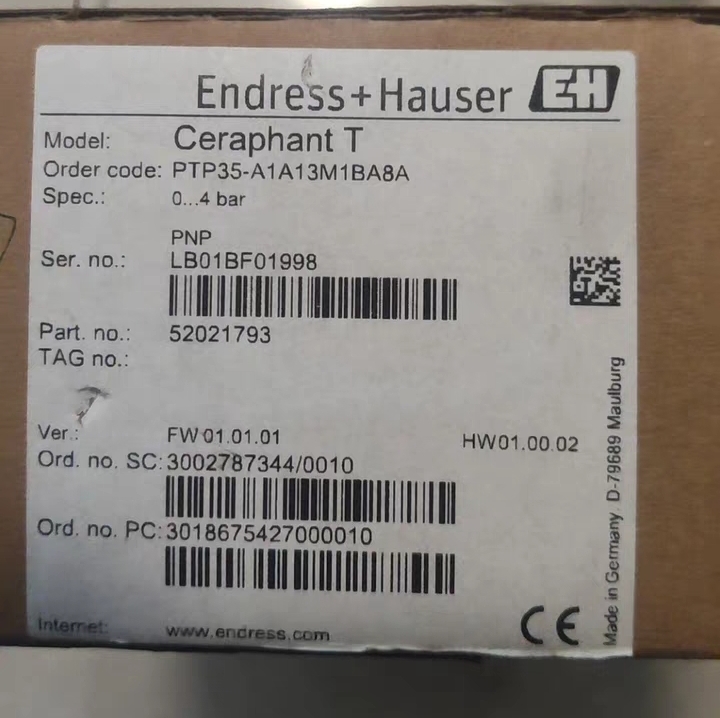 Endress+Hauser EH
Model: Ceraphant T
Order code: PTP35-A1A13M1BA8A
Spec.: 0...4 bar
PNP
Ser. no.: LB01BF01998
Part. no.: 52021793
TAG no.:
Ver.: FW 01.01.01 HW01.00.02
Ord. no. SC: 3002787344/0010
Ord. no. PC: 3018675427000010
Internet: www.endress.com
CE
Made in Germany, D-79689 Maulburg